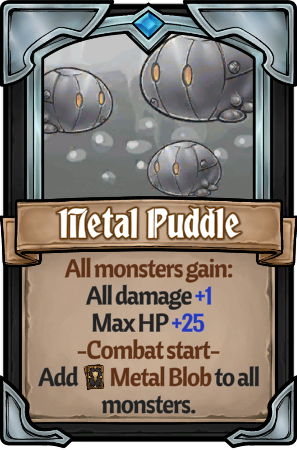 Metal Puddle
All monsters gain:
All damage +1
Max HP +25
-Combat start-
Add Metal Blob to all
monsters.